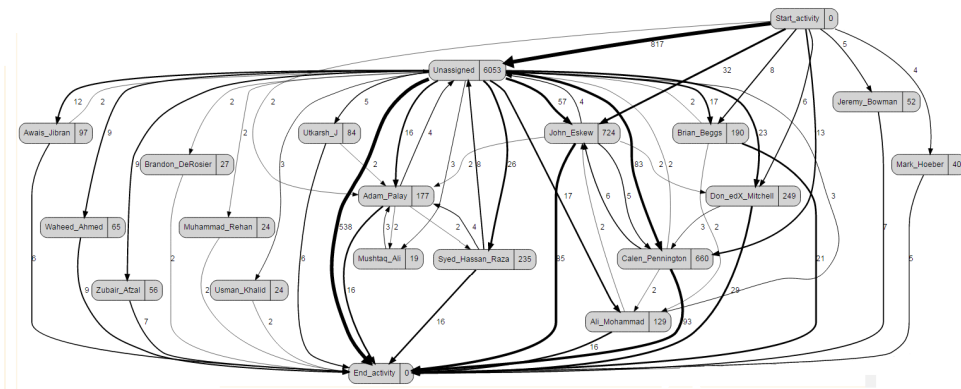 Start_activity 0
817
5
4
32
8
6
13
Unassigned 6053
Jeremy_Bowman 52
12
2
9
9
2
2
5
3
16
4
3
8
26
57
4
83
2
17
23
3
Awais_Jibran 97
Utkarsh_J 84
John_Eskew 724
Brian_Beggs 190
Brandon_DeRosier 27
2
2
2
Mark_Hoeber 40
Adam_Palay 177
17
6
5
Don_edX_Mitchell 249
Waheed_Ahmed 65
Muhammad_Rehan 24
538
3
2
2
4
2
3
2
21
7
5
Mushtaq_Ali 19
Syed_Hassan_Raza 235
Calen_Pennington 660
6
2
6
85
3
Zubair_Afzal 56
Usman_Khalid 24
16
2
29
9
7
2
2
16
Ali_Mohammad 129
93
16
End_activity 0